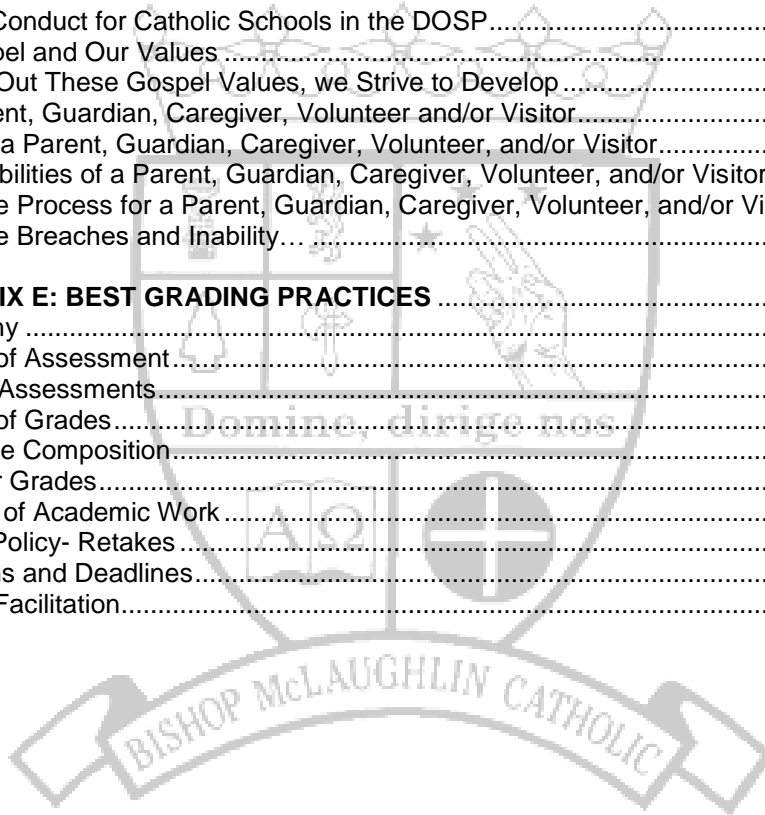 Conduct for Catholic Schools in the DOSP....................................
pel and Our Values ....................................
Out These Gospel Values, we Strive to Develop ....................................
ent, Guardian, Caregiver, Volunteer and/or Visitor....................................
a Parent, Guardian, Caregiver, Volunteer, and/or Visitor....................................
bilities of a Parent, Guardian, Caregiver, Volunteer, and/or Visitor
e Process for a Parent, Guardian, Caregiver, Volunteer, and/or Vi
e Breaches and Inability… ....................................
IX E: BEST GRADING PRACTICES ....................................
ny ....................................
of Assessment ....................................
Assessments....................................
of Grades....................................
e Composition....................................
r Grades....................................
of Academic Work ....................................
Policy- Retakes ....................................
ns and Deadlines....................................
Facilitation....................................
Domine, dirige nos
Α Ω
BISHOP McLAUGHLIN CATHOLIC